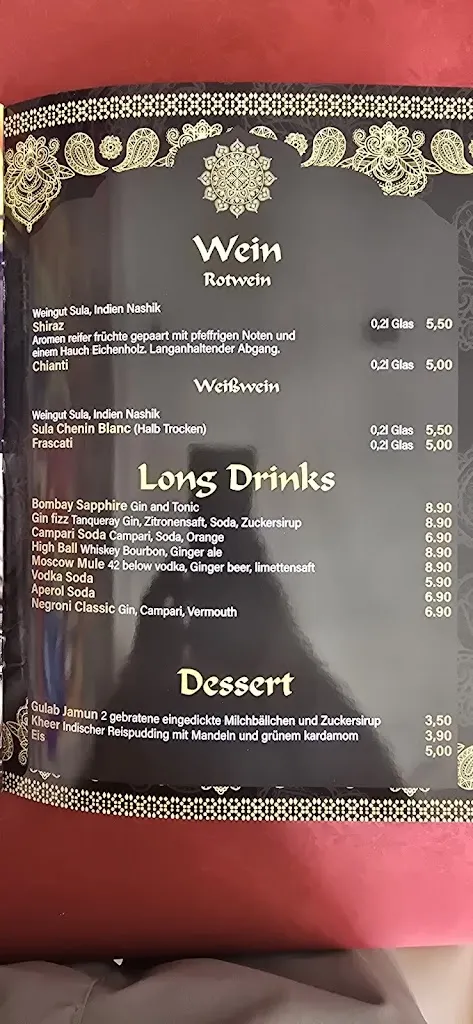 Wein
Rotwein
Weingut Sula, Indien Nashik
Shiraz 0,2l Glas 5,50
Aromen reifer früchte gepaart mit pfeffrigen Noten und
einem Hauch Eichenholz. Langanhaltender Abgang.
Chianti 0,2l Glas 5,00
Weißwein
Weingut Sula, Indien Nashik
Sula Chenin Blanc (Halb Trocken) 0,2l Glas 5,50
Frascati 0,2l Glas 5,00
Long Drinks
Bombay Sapphire Gin and Tonic 8.90
Gin fizz Tanqueray Gin, Zitronensaft, Soda, Zuckersirup 8.90
Campari Soda Campari, Soda, Orange 6.90
High Ball Whiskey Bourbon, Ginger ale 8.90
Moscow Mule 42 below vodka, Ginger beer, limettensaft 8.90
Vodka Soda 5.90
Aperol Soda 6.90
Negroni Classic Gin, Campari, Vermouth 6.90
Dessert
Gulab Jamun 2 gebratene eingedickte Milchbällchen und Zuckersirup 3,50
Kheer Indischer Reispudding mit Mandeln und grünem kardamom 3,90
Eis 5,00